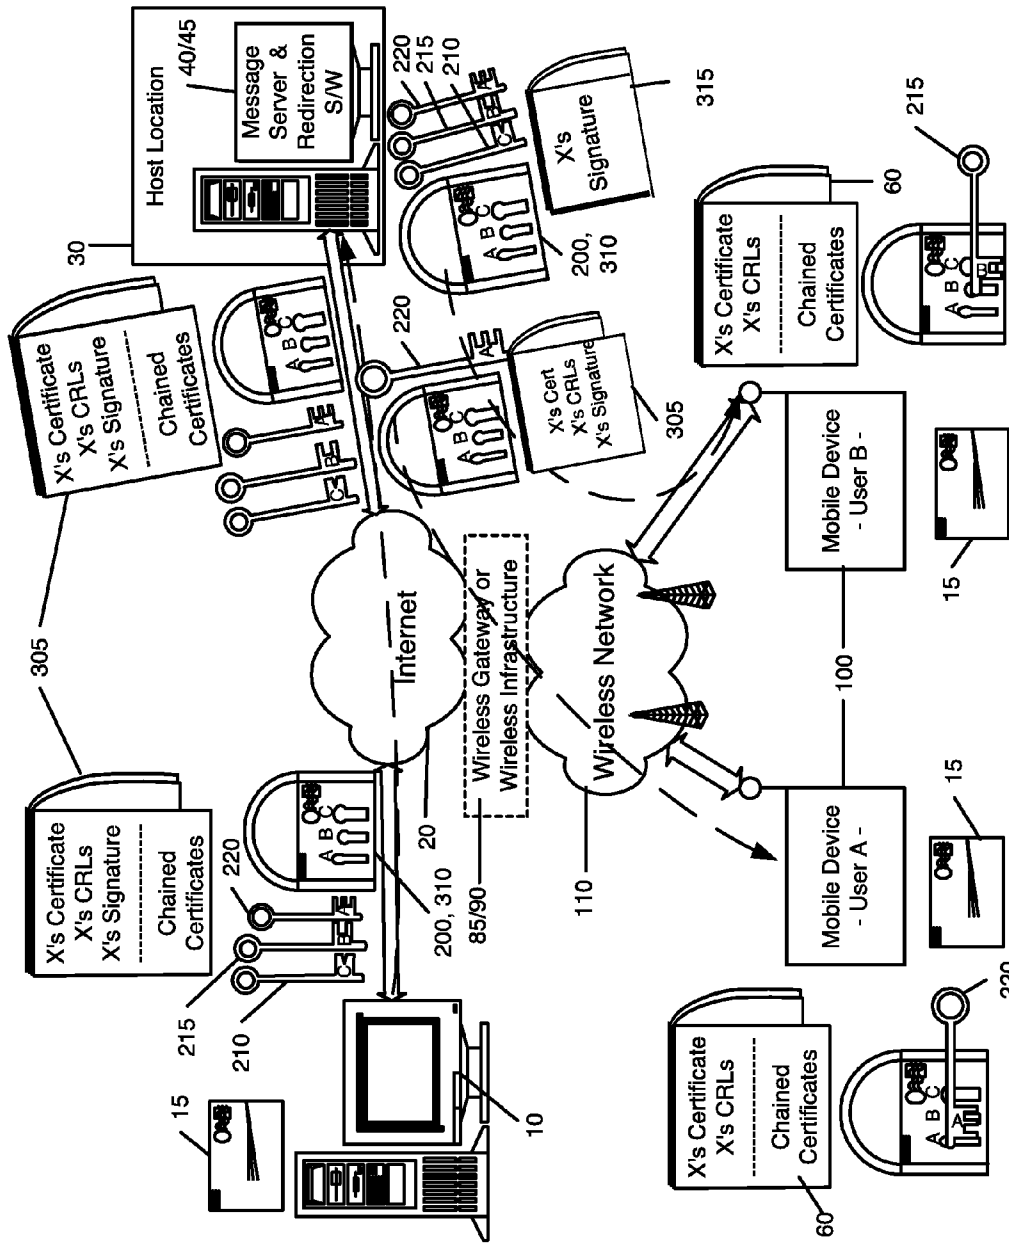 15
10
215
210
220
X's Certificate
X's CRLs
X's Signature
Chained
Certificates
C
B
A
A
B
C
200, 310
20
85/90
305
Internet
Wireless Gateway or
Wireless Infrastructure
X's Certificate
X's CRLs
X's Signature
Chained
Certificates
C
B
A
A
B
C
30
Host Location
40/45
Message
Server &
Redirection
S/W
220
A
A
B
C
X's Cert
X's CRLs
X's Signature
305
220
215
210
C
B
A
A
B
C
200,
310
X's
Signature
315
110
Wireless Network
60
X's Certificate
X's CRLs
Chained
Certificates
A
B
C
A
Mobile Device
- User A -
15
100
Mobile Device
- User B -
15
X's Certificate
X's CRLs
Chained
Certificates
60
A
B
C
B
215